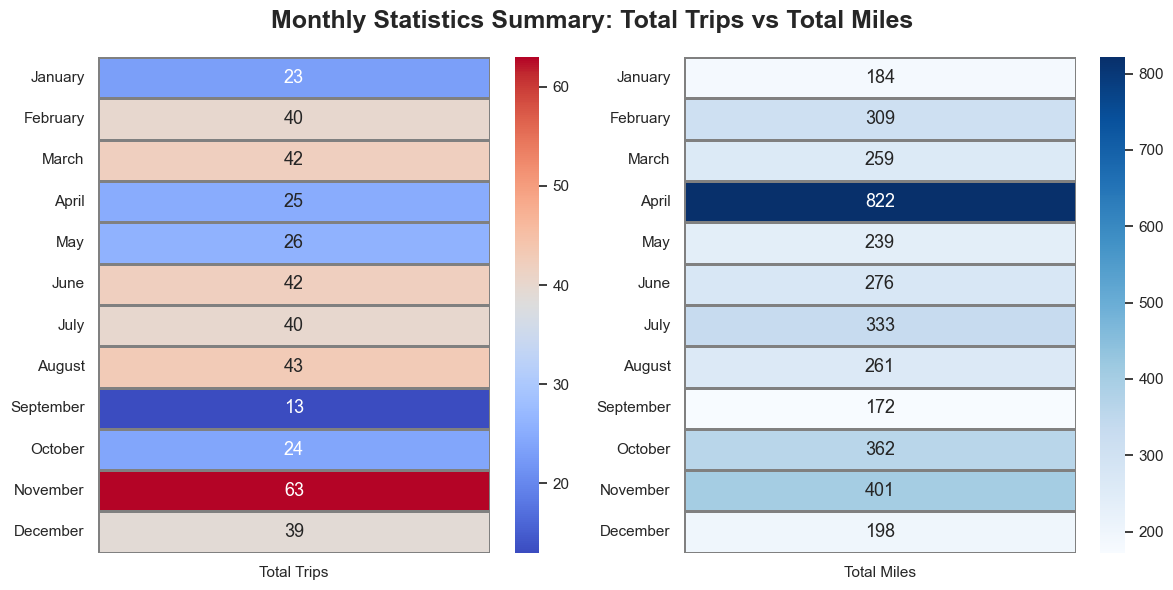 Monthly Statistics Summary: Total Trips vs Total Miles
January 23
February 40
March 42
April 25
May 26
June 42
July 40
August 43
September 13
October 24
November 63
December 39
Total Trips
60
50
40
30
20
January 184
February 309
March 259
April 822
May 239
June 276
July 333
August 261
September 172
October 362
November 401
December 198
Total Miles
800
700
600
500
400
300
200